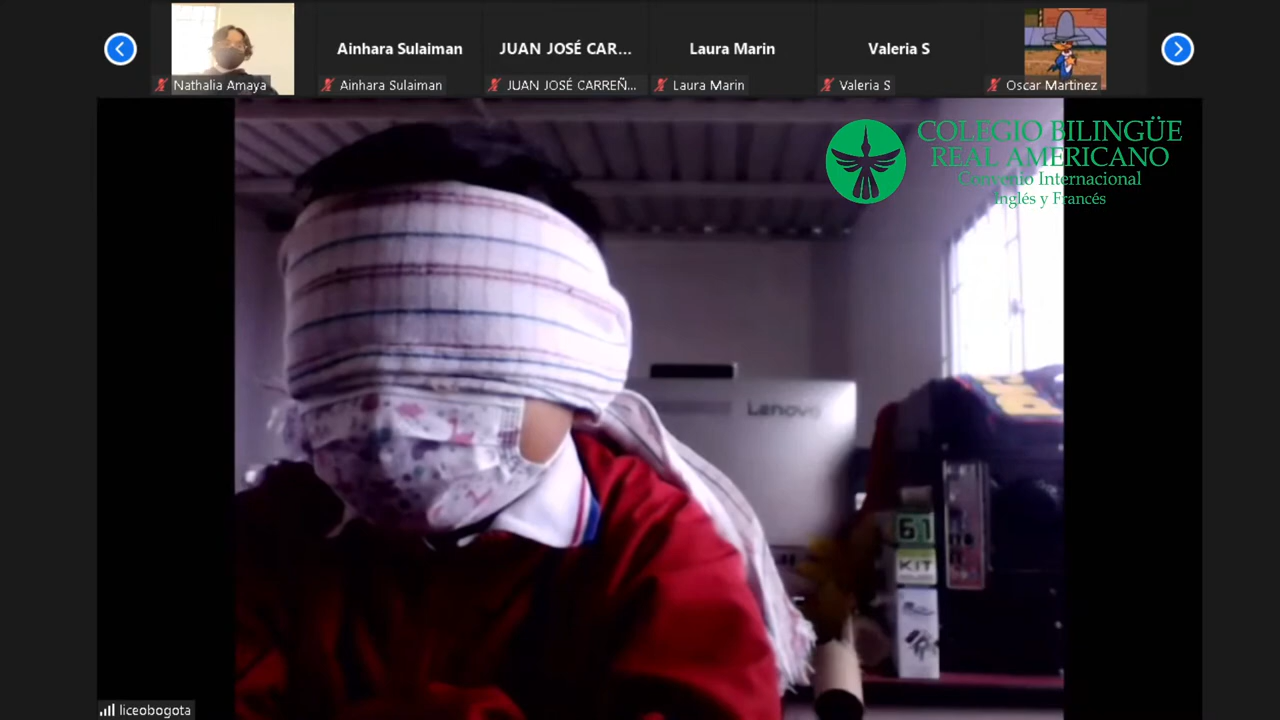 Ainhara Sulaiman
JUAN JOSÉ CAR...
Laura Marin
Valeria S
Nathalia Amaya
Ainhara Sulaiman
JUAN JOSÉ CARREÑ...
Laura Marin
Valeria S
Oscar Martinez
COLEGIO BILINGÜE
REAL AMERICANO
Convenio Internacional
Inglés y Francés
Lenovo
61
KIT
liceobogota